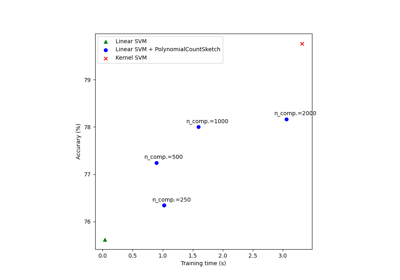 Linear SVM
Linear SVM + PolynomialCountSketch
Kernel SVM
79
n_comp.=2000
n_comp.=1000
78
n_comp.=500
77
n_comp.=250
76
Accurary (%)
0.0 0.5 1.0 1.5 2.0 2.5 3.0
Training time (s)